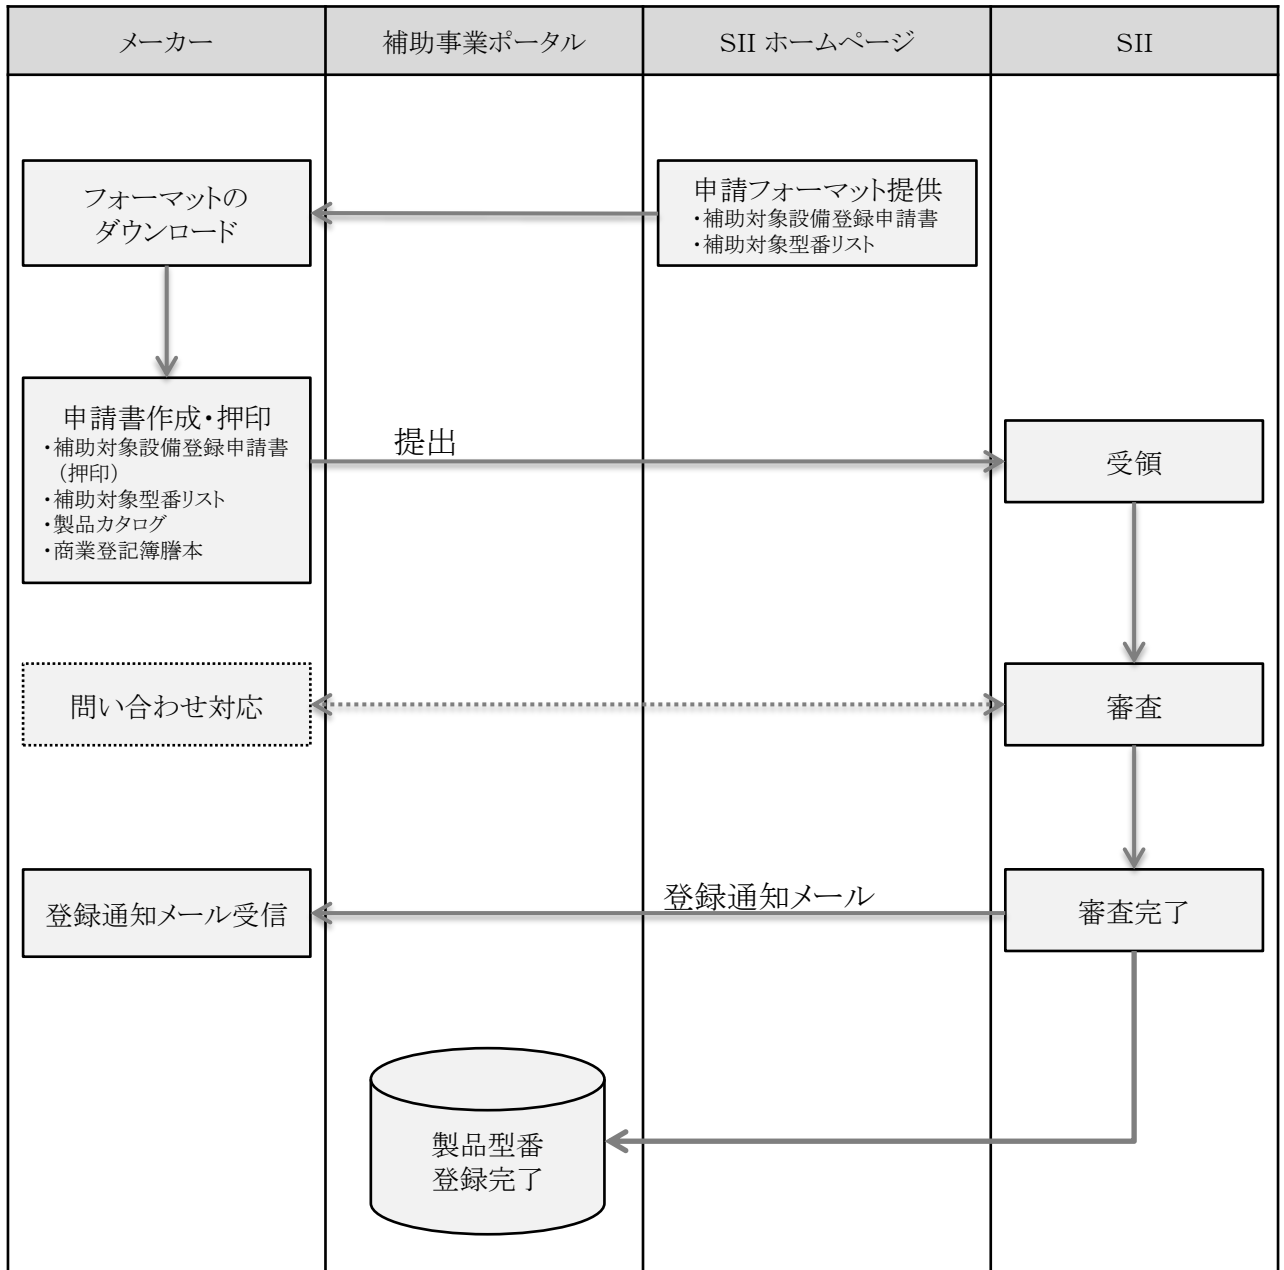 メーカー
補助事業ポータル
SII ホームページ
SII
フォーマットの
ダウンロード
申請フォーマット提供
・補助対象設備登録申請書
・補助対象型番リスト
申請書作成・押印
・補助対象設備登録申請書
（押印）
・補助対象型番リスト
・製品カタログ
・商業登記簿謄本
提出
受領
問い合わせ対応
審査
登録通知メール受信
登録通知メール
審査完了
製品型番
登録完了